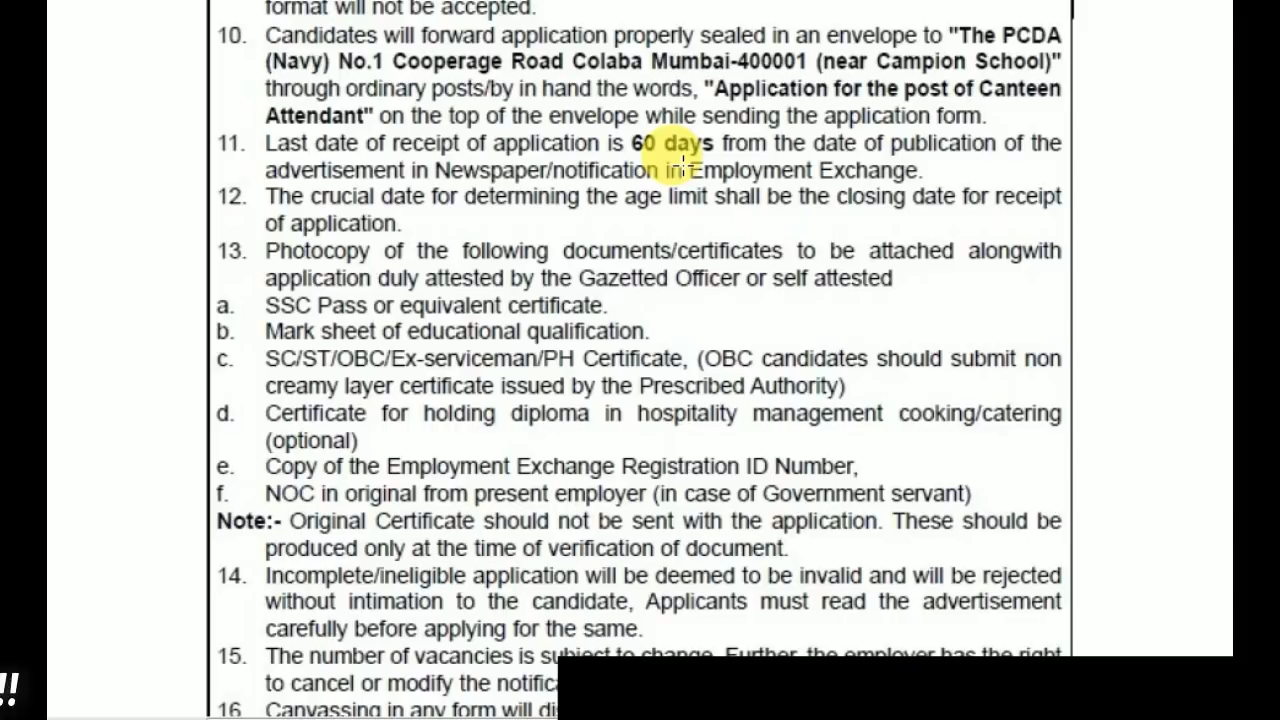 format will not be accepted.
10. Candidates will forward application properly sealed in an envelope to "The PCDA
(Navy) No.1 Cooperage Road Colaba Mumbai-400001 (near Campion School)"
through ordinary posts/by in hand the words, "Application for the post of Canteen
Attendant" on the top of the envelope while sending the application form.
11. Last date of receipt of application is 60 days from the date of publication of the
advertisement in Newspaper/notification in Employment Exchange.
12. The crucial date for determining the age limit shall be the closing date for receipt
of application.
13. Photocopy of the following documents/certificates to be attached alongwith
application duly attested by the Gazetted Officer or self attested
a. SSC Pass or equivalent certificate.
b. Mark sheet of educational qualification.
c. SC/ST/OBC/Ex-serviceman/PH Certificate, (OBC candidates should submit non
creamy layer certificate issued by the Prescribed Authority)
d. Certificate for holding diploma in hospitality management cooking/catering
(optional)
e. Copy of the Employment Exchange Registration ID Number,
f. NOC in original from present employer (in case of Government servant)
Note:- Original Certificate should not be sent with the application. These should be
produced only at the time of verification of document.
14. Incomplete/ineligible application will be deemed to be invalid and will be rejected
without intimation to the candidate, Applicants must read the advertisement
carefully before applying for the same.
15. The number of vacancies is subject to change. Further, the employer has the right
to cancel or modify the
16 Canvassing in any form will
!!